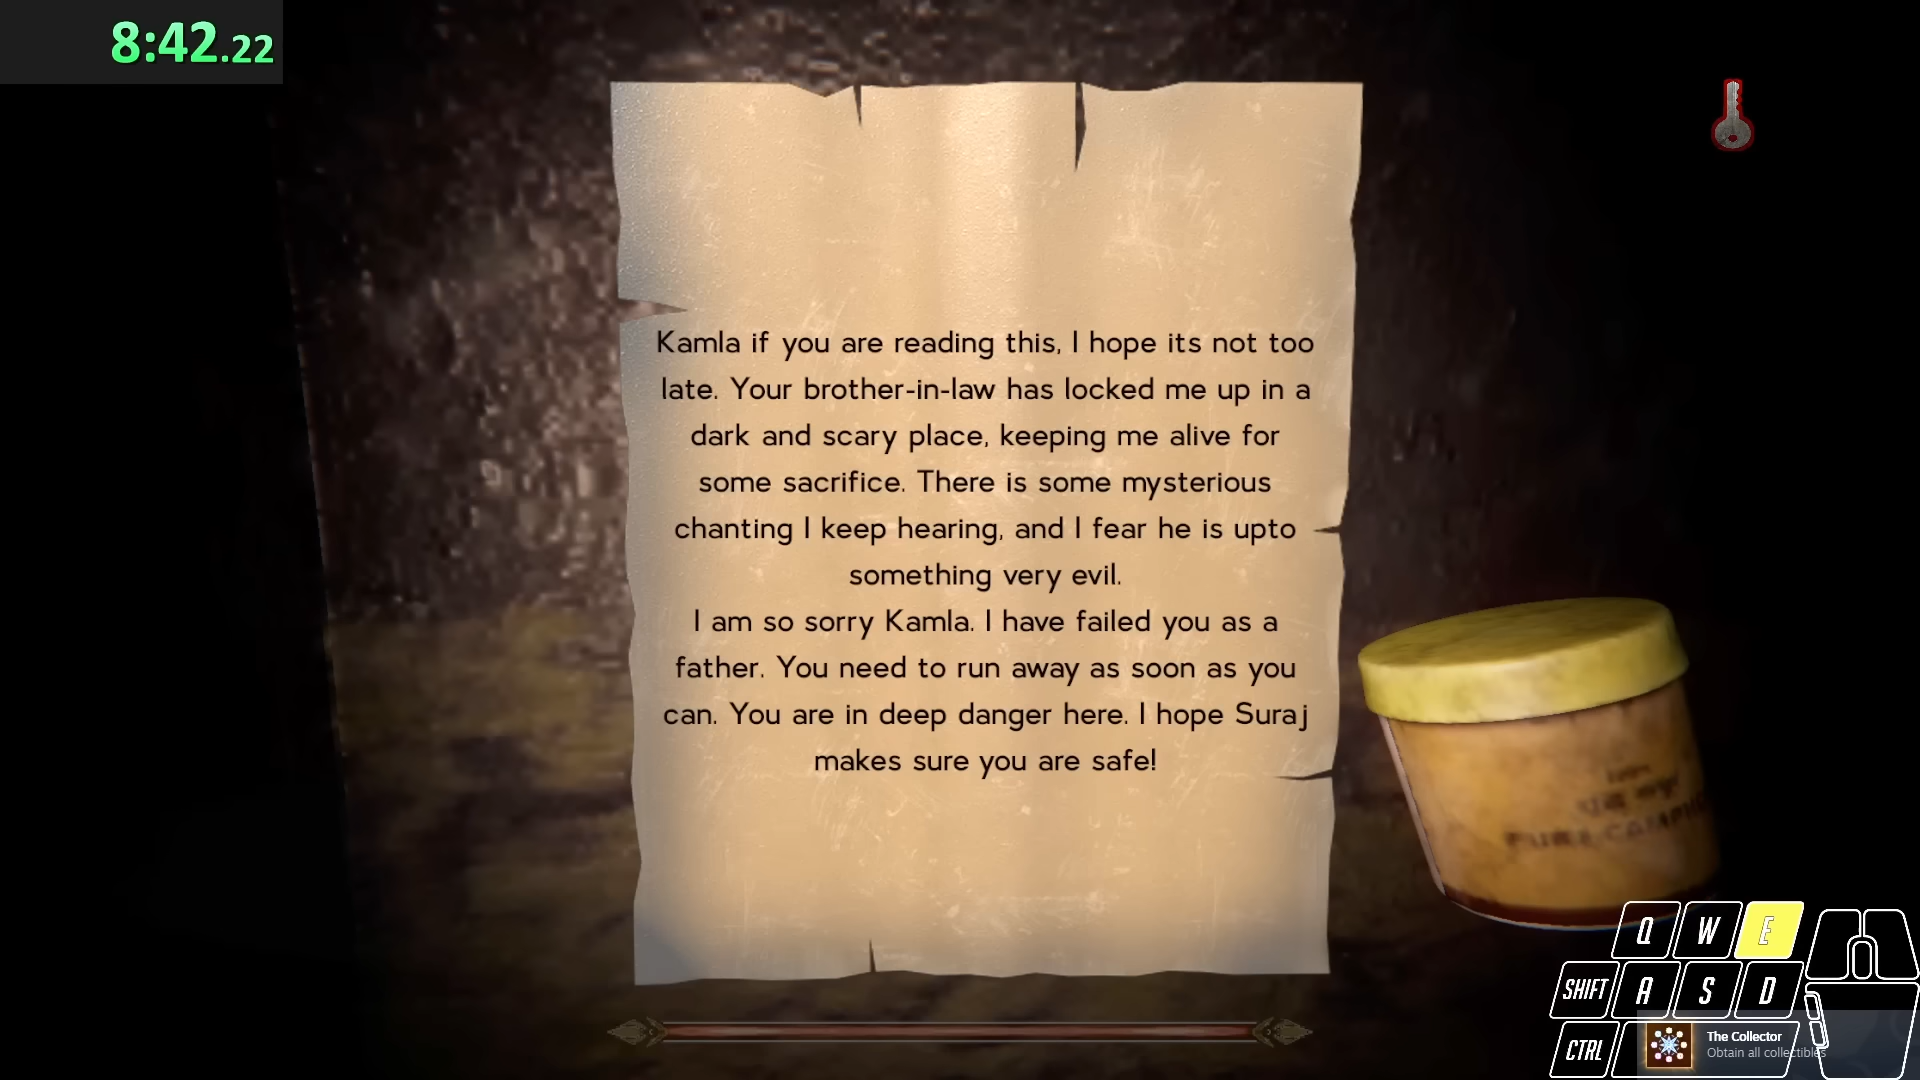 8:42.22
Kamla if you are reading this, I hope its not too
late. Your brother-in-law has locked me up in a
dark and scary place, keeping me alive for
some sacrifice. There is some mysterious
chanting I keep hearing, and I fear he is upto
something very evil.
I am so sorry Kamla. I have failed you as a
father. You need to run away as soon as you
can. You are in deep danger here. I hope Suraj
makes sure you are safe!
Q W E
SHIFT A S D
CTRL
The Collector
Obtain all collectibles